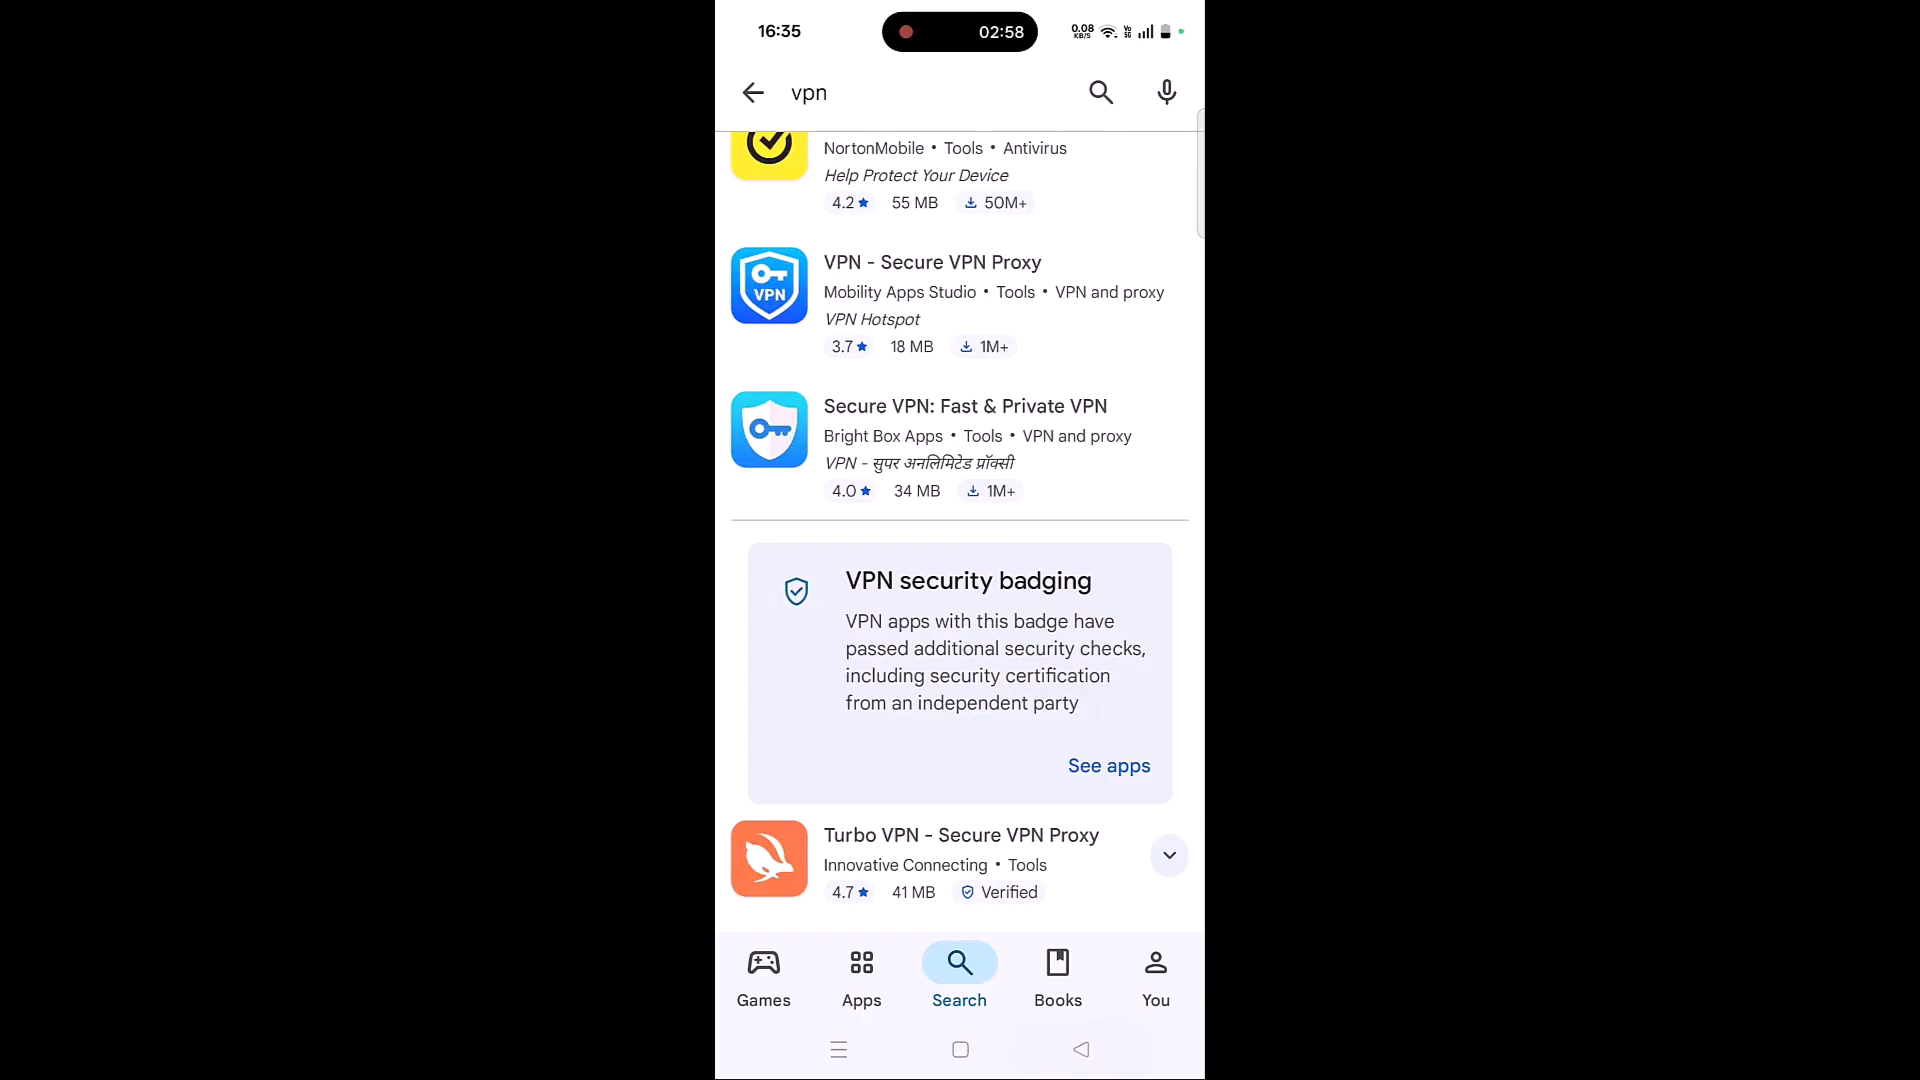 16:35
02:58
0.08
KB/S
Vo
5G
vpn
NortonMobile • Tools • Antivirus
Help Protect Your Device
4.2 55 MB 50M+
VPN
VPN - Secure VPN Proxy
Mobility Apps Studio • Tools • VPN and proxy
VPN Hotspot
3.7 18 MB 1M+
Secure VPN: Fast & Private VPN
Bright Box Apps • Tools • VPN and proxy
VPN - सुपर अनलिमिटेड प्रॉक्सी
4.0 34 MB 1M+
VPN security badging
VPN apps with this badge have
passed additional security checks,
including security certification
from an independent party
See apps
Turbo VPN - Secure VPN Proxy
Innovative Connecting • Tools
4.7 41 MB Verified
Games Apps Search Books You